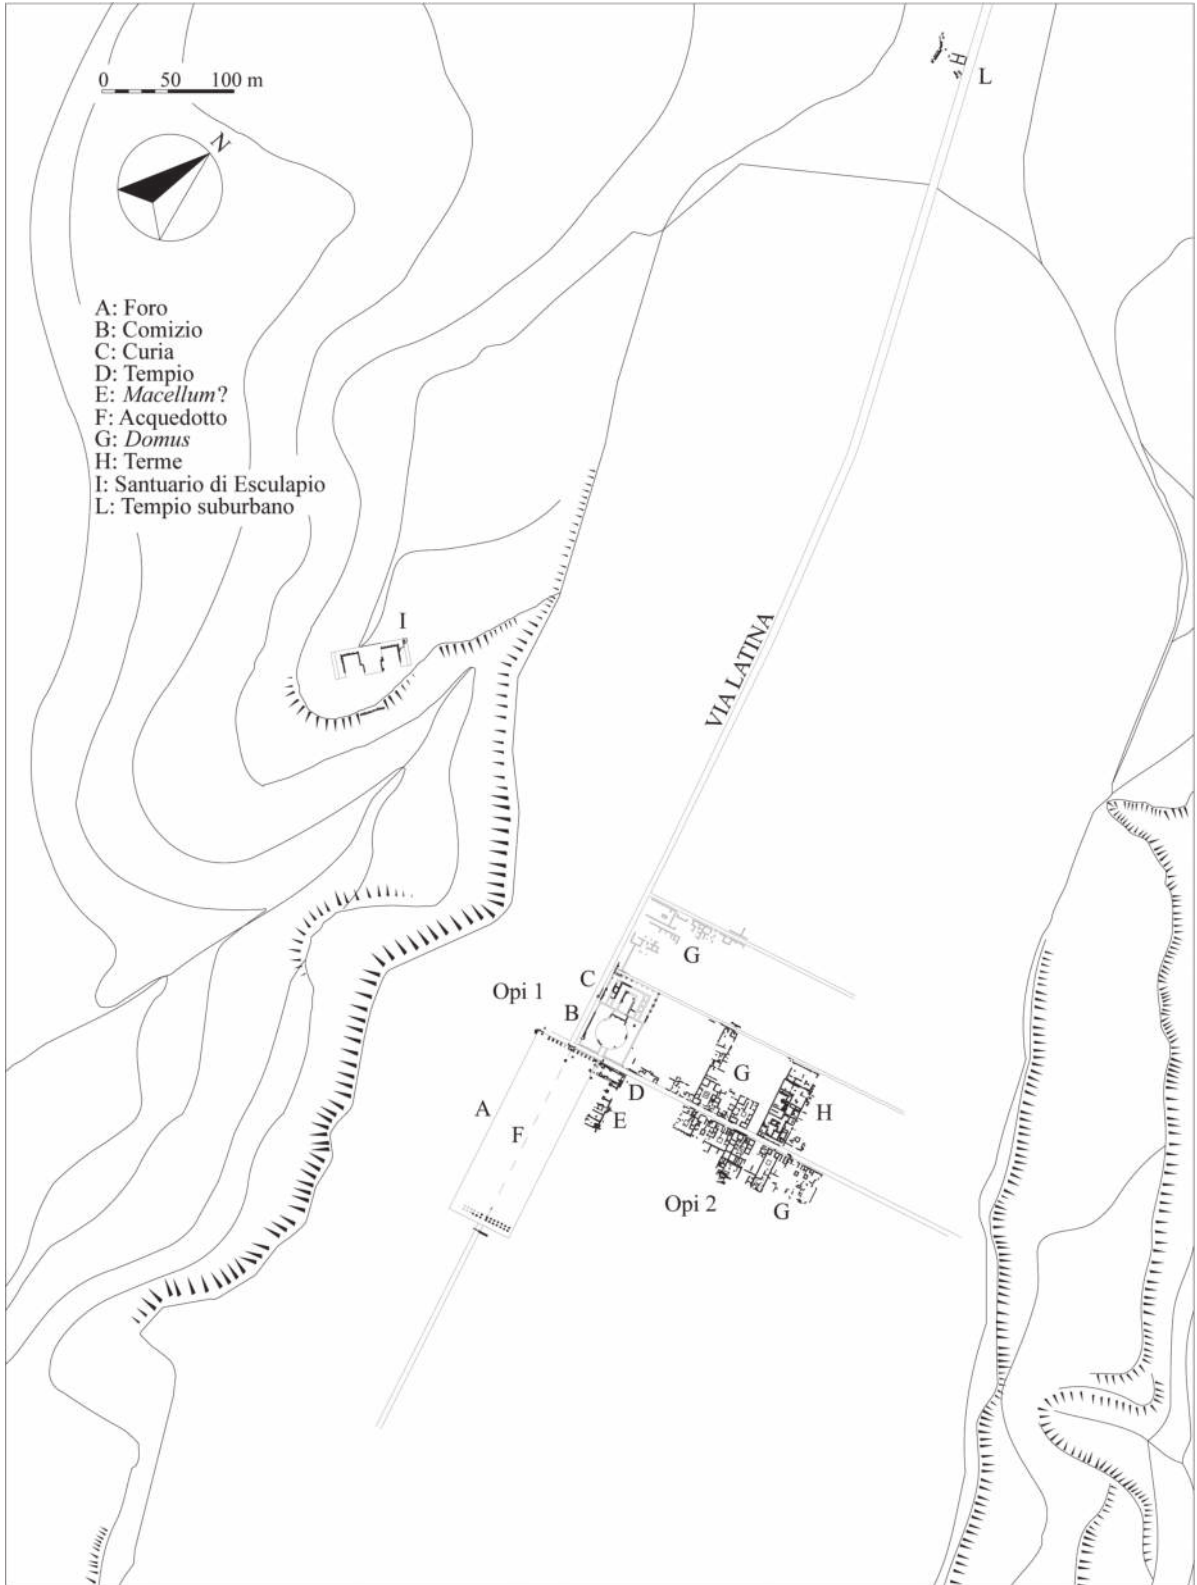 L
0 50 100 m
N
A: Foro
B: Comizio
C: Curia
D: Tempio
E: Macellum?
F: Acquedotto
G: Domus
H: Terme
I: Santuario di Esculapio
L: Tempio suburbano
I
VIA LATINA
G
C
Opi 1
B
G
D
A
E
H
F
Opi 2
G